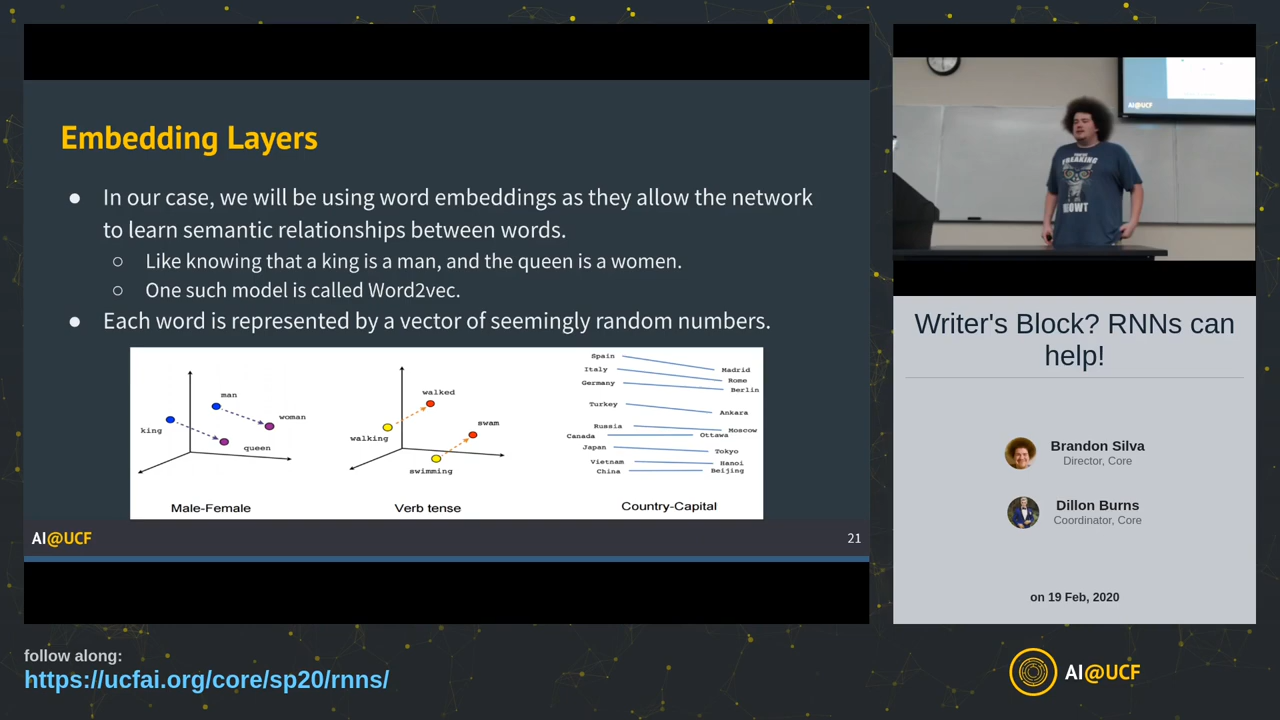 Embedding Layers
● In our case, we will be using word embeddings as they allow the network
to learn semantic relationships between words.
○ Like knowing that a king is a man, and the queen is a women.
○ One such model is called Word2vec.
● Each word is represented by a vector of seemingly random numbers.
man
king
woman
queen
Male-Female
walked
walking
swam
swimming
Verb tense
Spain Madrid
Italy Rome
Germany Berlin
Turkey Ankara
Russia Moscow
Canada Ottawa
Japan Tokyo
Vietnam Hanoi
China Beijing
Country-Capital
AI@UCF
21
AI@UCF
FREAKING
Writer's Block? RNNs can
help!
Brandon Silva
Director, Core
Dillon Burns
Coordinator, Core
on 19 Feb, 2020
follow along:
https://ucfai.org/core/sp20/rnns/
AI@UCF